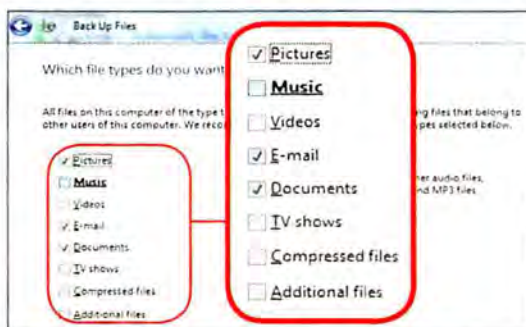 Back Up Files
Which file types do you want
All files on this computer of the type t
other users of this computer. We reco
ng files that belong to
ypes selected below.
Pictures
Music
Videos
E-mail
Documents
TV shows
Compressed files
Additional files
er audio files,
nd MP3 files
Pictures
Music
Videos
E-mail
Documents
TV shows
Compressed files
Additional files